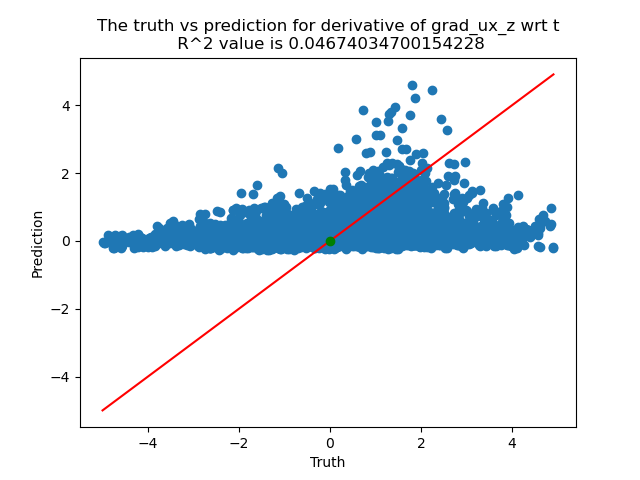 The truth vs prediction for derivative of grad_ux_z wrt t
R^2 value is 0.04674034700154228
4
2
0
−2
−4
Prediction
−4
−2
0
2
4
Truth